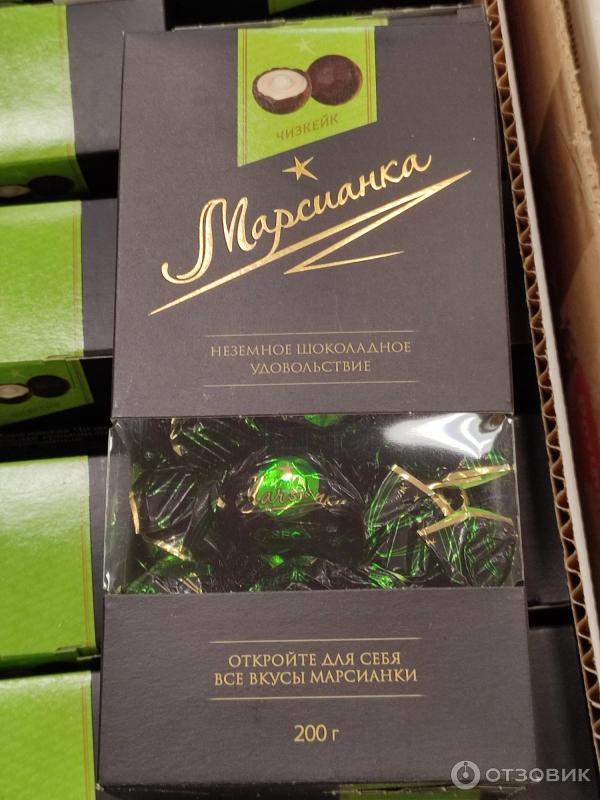 ЧИЗКЕЙК
Марсианка
НЕЗЕМНОЕ ШОКОЛАДНОЕ
УДОВОЛЬСТВИЕ
ОТКРОЙТЕ ДЛЯ СЕБЯ
ВСЕ ВКУСЫ МАРСИАНКИ
200 г
ОТЗОВИК